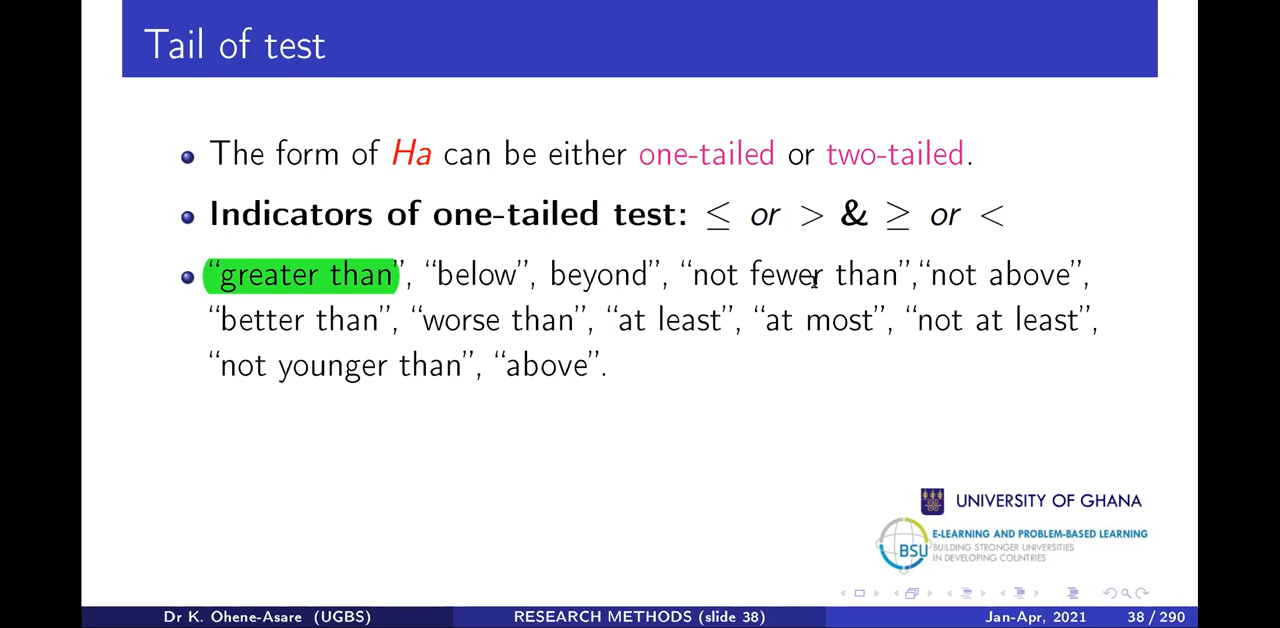 Tail of test
The form of Ha can be either one-tailed or two-tailed.
Indicators of one-tailed test: ≤ or > & ≥ or <
“greater than”, “below”, beyond”, “not fewer than”,“not above”,
“better than”, “worse than”, “at least”, “at most”, “not at least”,
“not younger than”, “above”.
UNIVERSITY OF GHANA
BSU
E-LEARNING AND PROBLEM-BASED LEARNING
BUILDING STRONGER UNIVERSITIES
IN DEVELOPING COUNTRIES
Dr K. Ohene-Asare (UGBS) RESEARCH METHODS (slide 38) Jan-Apr, 2021 38 / 290